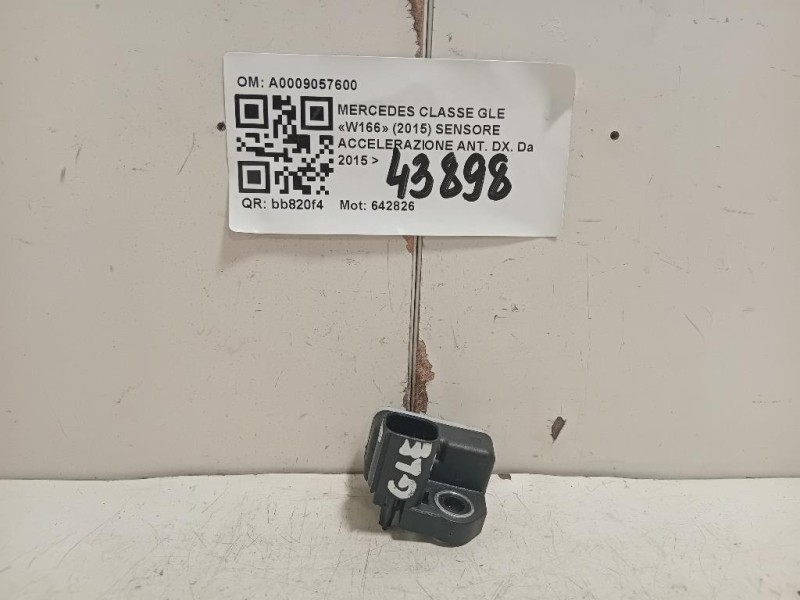 OM: A0009057600
MERCEDES CLASSE GLE
«W166» (2015) SENSORE
ACCELERAZIONE ANT. DX. Da
2015 >
43898
QR: bb820f4 Mot: 642826
GLE